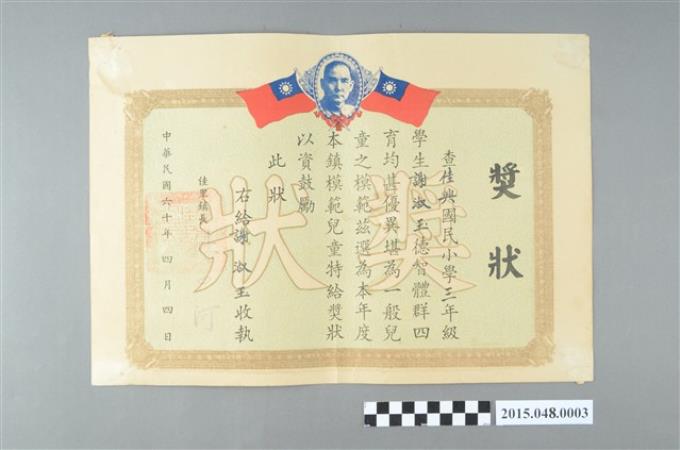 獎狀
查佳興國民小學三年級
學生謝淑玉德智體群四
育均甚優異堪為一般兒
童之模範茲選為本年度
本鎮模範兒童特給獎狀
以資鼓勵
此狀
右給謝淑玉收執
佳里鎮長
中華民國六十年四月四日
獎狀
2015.048.0003